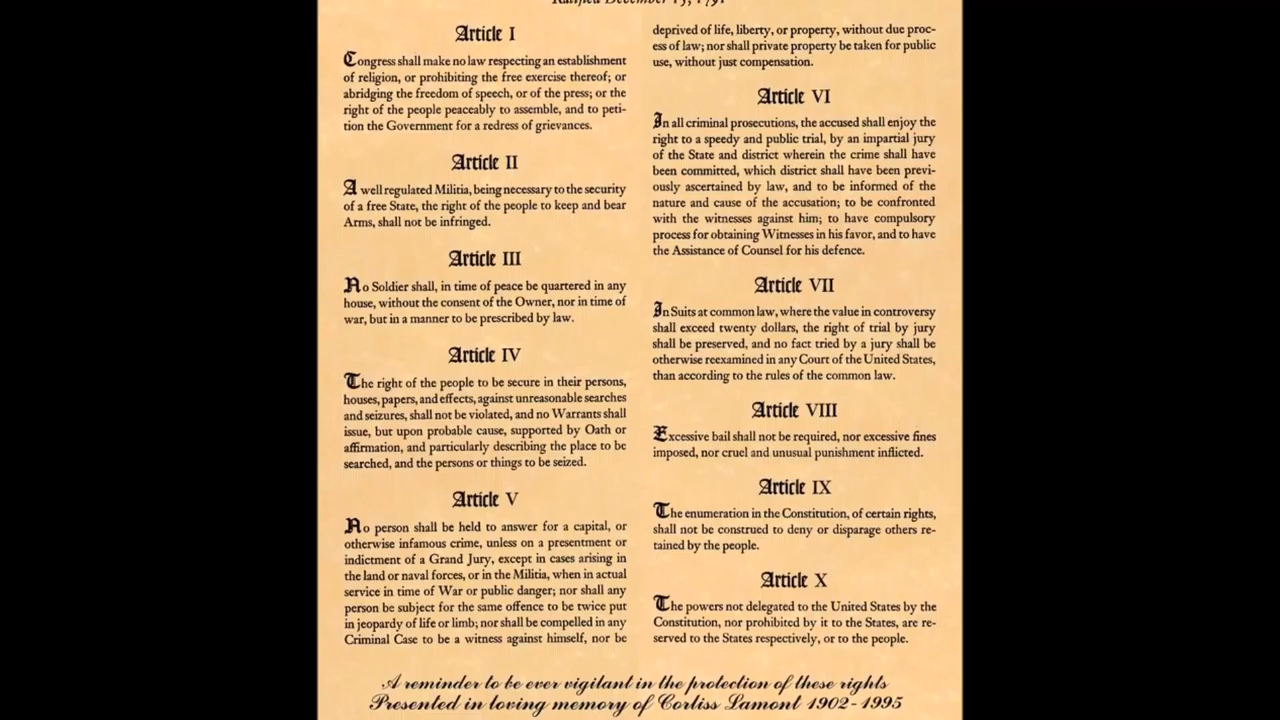 Ratified December 15, 1791
Article I
Congress shall make no law respecting an establishment
of religion, or prohibiting the free exercise thereof; or
abridging the freedom of speech, or of the press; or the
right of the people peaceably to assemble, and to peti-
tion the Government for a redress of grievances.
Article II
A well regulated Militia, being necessary to the security
of a free State, the right of the people to keep and bear
Arms, shall not be infringed.
Article III
No Soldier shall, in time of peace be quartered in any
house, without the consent of the Owner, nor in time of
war, but in a manner to be prescribed by law.
Article IV
The right of the people to be secure in their persons,
houses, papers, and effects, against unreasonable searches
and seizures, shall not be violated, and no Warrants shall
issue, but upon probable cause, supported by Oath or
affirmation, and particularly describing the place to be
searched, and the persons or things to be seized.
Article V
No person shall be held to answer for a capital, or
otherwise infamous crime, unless on a presentment or
indictment of a Grand Jury, except in cases arising in
the land or naval forces, or in the Militia, when in actual
service in time of War or public danger; nor shall any
person be subject for the same offence to be twice put
in jeopardy of life or limb; nor shall be compelled in any
Criminal Case to be a witness against himself, nor be
deprived of life, liberty, or property, without due proc-
ess of law; nor shall private property be taken for public
use, without just compensation.
Article VI
In all criminal prosecutions, the accused shall enjoy the
right to a speedy and public trial, by an impartial jury
of the State and district wherein the crime shall have
been committed, which district shall have been previ-
ously ascertained by law, and to be informed of the
nature and cause of the accusation; to be confronted
with the witnesses against him; to have compulsory
process for obtaining Witnesses in his favor, and to have
the Assistance of Counsel for his defence.
Article VII
In Suits at common law, where the value in controversy
shall exceed twenty dollars, the right of trial by jury
shall be preserved, and no fact tried by a jury shall be
otherwise reexamined in any Court of the United States,
than according to the rules of the common law.
Article VIII
Excessive bail shall not be required, nor excessive fines
imposed, nor cruel and unusual punishment inflicted.
Article IX
The enumeration in the Constitution, of certain rights,
shall not be construed to deny or disparage others re-
tained by the people.
Article X
The powers not delegated to the United States by the
Constitution, nor prohibited by it to the States, are re-
served to the States respectively, or to the people.
A reminder to be ever vigilant in the protection of these rights
Presented in loving memory of Corliss Lamont 1902-1995